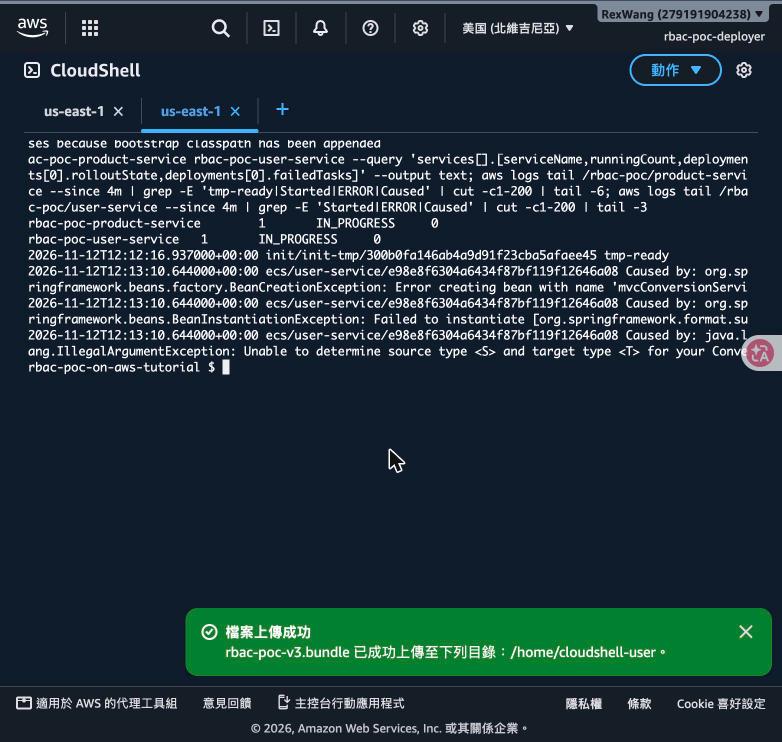 aws
美国 (北維吉尼亞) ▼
RexWang (279191904238) ▼
rbac-poc-deployer
CloudShell
動作 ▼
us-east-1 ×
us-east-1 ×
+
ses because bootstrap classpath has been appended
ac-poc-product-service rbac-poc-user-service --query 'services[].[serviceName,runningCount,deploymen
ts[0].rolloutState,deployments[0].failedTasks]' --output text; aws logs tail /rbac-poc/product-servi
ce --since 4m | grep -E 'tmp-ready|Started|ERROR|Caused' | cut -c1-200 | tail -6; aws logs tail /rba
c-poc/user-service --since 4m | grep -E 'Started|ERROR|Caused' | cut -c1-200 | tail -3
rbac-poc-product-service 1 IN_PROGRESS 0
rbac-poc-user-service 1 IN_PROGRESS 0
2026-11-12T12:12:16.937000+00:00 init/init-tmp/300b0fa146ab4a9d91f23cba5afaee45 tmp-ready
2026-11-12T12:13:10.644000+00:00 ecs/user-service/e98e8f6304a6434f87bf119f12646a08 Caused by: org.sp
ringframework.beans.factory.BeanCreationException: Error creating bean with name 'mvcConversionServi
2026-11-12T12:13:10.644000+00:00 ecs/user-service/e98e8f6304a6434f87bf119f12646a08 Caused by: org.sp
ringframework.beans.BeanInstantiationException: Failed to instantiate [org.springframework.format.su
2026-11-12T12:13:10.644000+00:00 ecs/user-service/e98e8f6304a6434f87bf119f12646a08 Caused by: java.l
ang.IllegalArgumentException: Unable to determine source type <S> and target type <T> for your Conve
rbac-poc-on-aws-tutorial $
檔案上傳成功
rbac-poc-v3.bundle 已成功上傳至下列目錄：/home/cloudshell-user。
適用於 AWS 的代理工具組 意見回饋 主控台行動應用程式 隱私權 條款 Cookie 喜好設定
© 2026, Amazon Web Services, Inc. 或其關係企業。